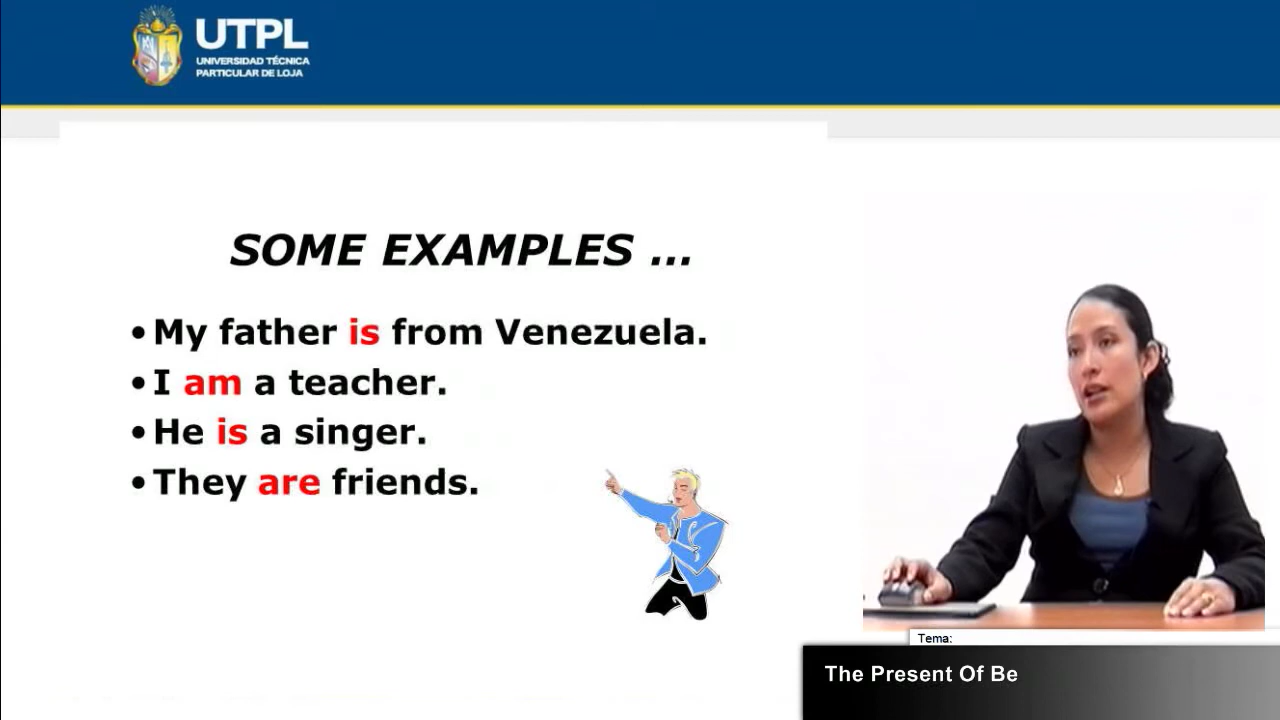 UTPL
UNIVERSIDAD TÉCNICA
PARTICULAR DE LOJA
SOME EXAMPLES ...
•My father is from Venezuela.
•I am a teacher.
•He is a singer.
•They are friends.
Tema:
The Present Of Be